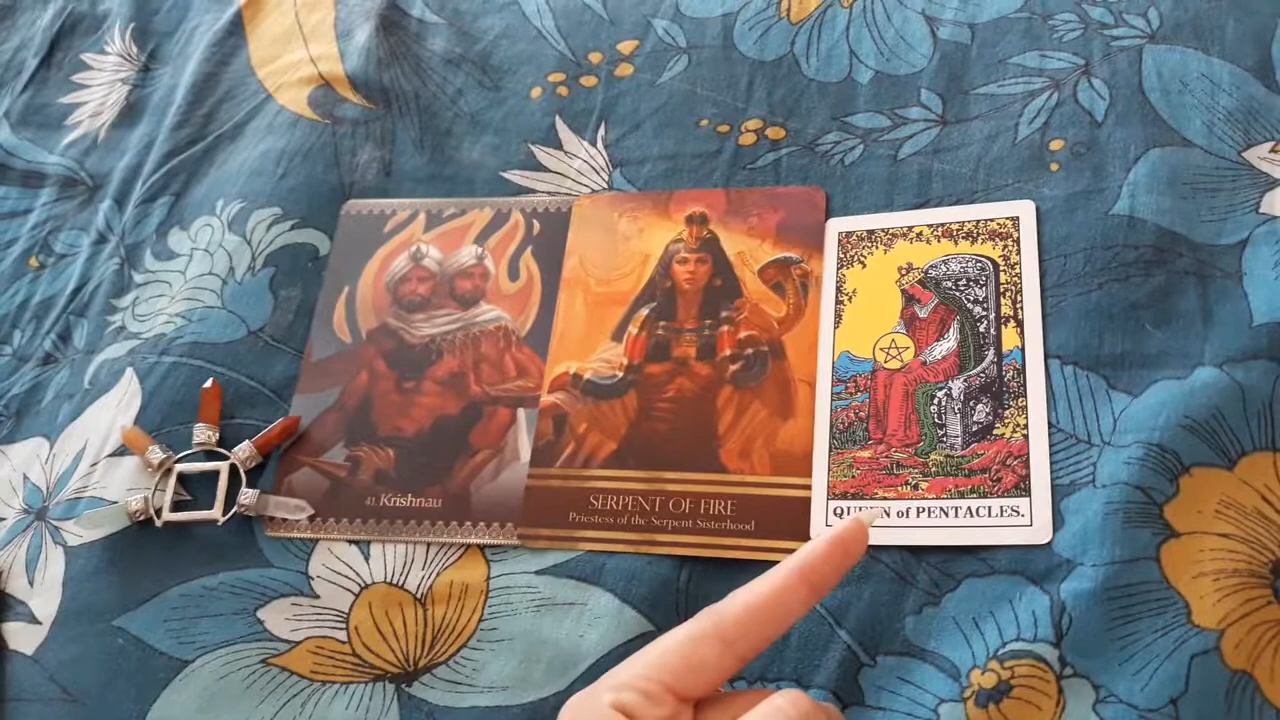 41. Krishnau
SERPENT OF FIRE
Priestess of the Serpent Sisterhood
QUEEN of PENTACLES.